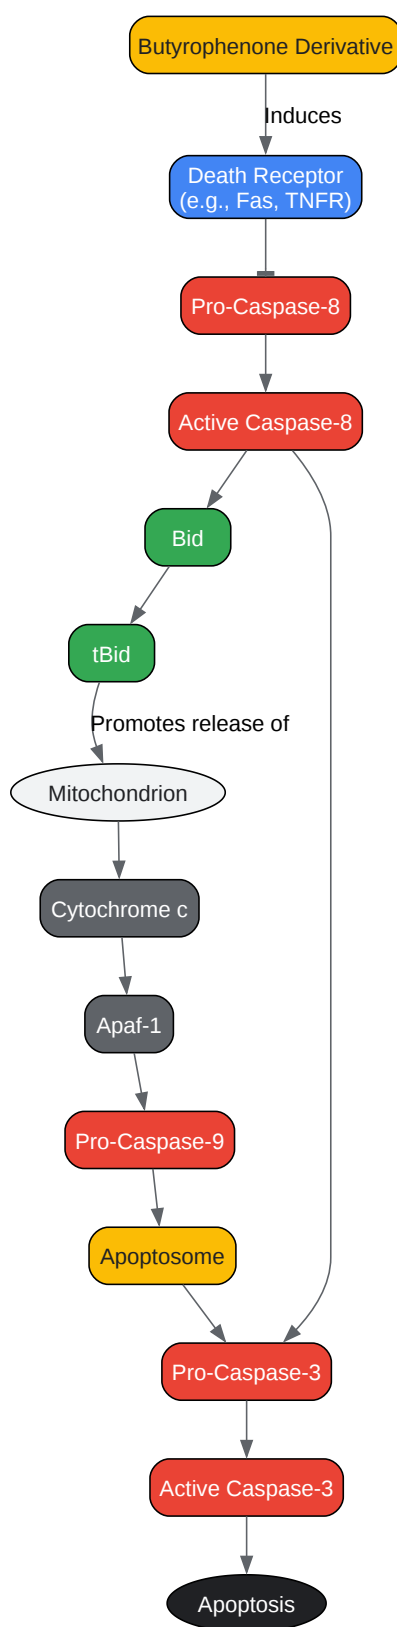 Butyrophenone Derivative
Induces
Death Receptor
(e.g., Fas, TNFR)
Pro-Caspase-8
Active Caspase-8
Bid
tBid
Promotes release of
Mitochondrion
Cytochrome c
Apaf-1
Pro-Caspase-9
Apoptosome
Pro-Caspase-3
Active Caspase-3
Apoptosis